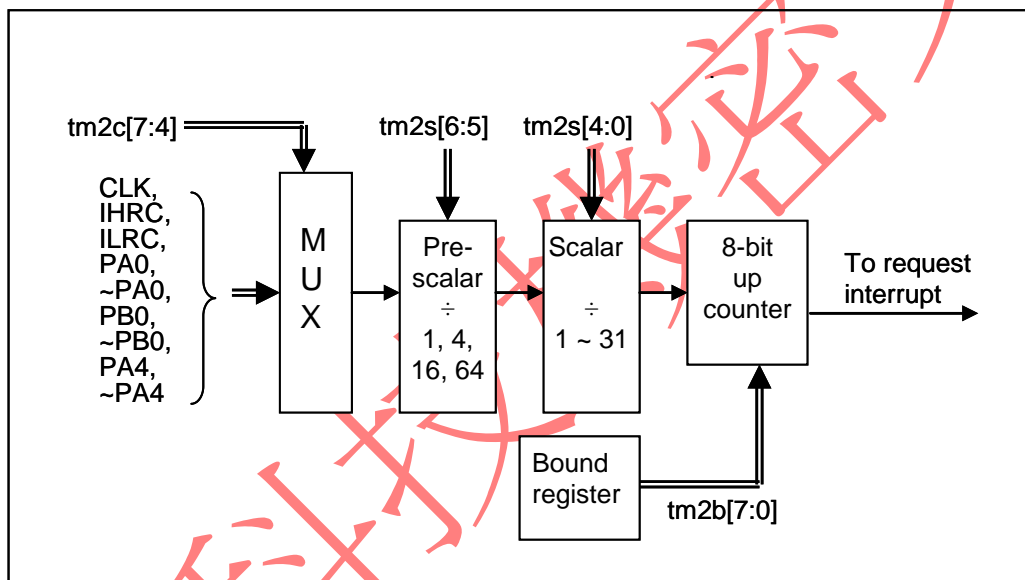 tm2c[7:4]
tm2s[6:5]
tm2s[4:0]
CLK,
IHRC,
ILRC,
PA0,
~PA0,
PB0,
~PB0,
PA4,
~PA4
M
U
X
Pre-
scalar
÷
1, 4,
16, 64
Scalar
÷
1 ~ 31
8-bit
up
counter
To request
interrupt
Bound
register
tm2b[7:0]